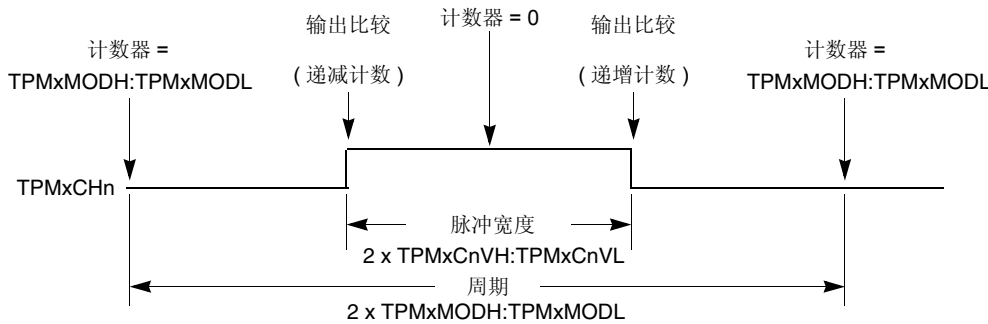 计数器 =
TPMxMODH:TPMxMODL
输出比较
( 递减计数 )
计数器 = 0
输出比较
( 递增计数 )
计数器 =
TPMxMODH:TPMxMODL
TPMxCHn
脉冲宽度
2 x TPMxCnVH:TPMxCnVL
周期
2 x TPMxMODH:TPMxMODL